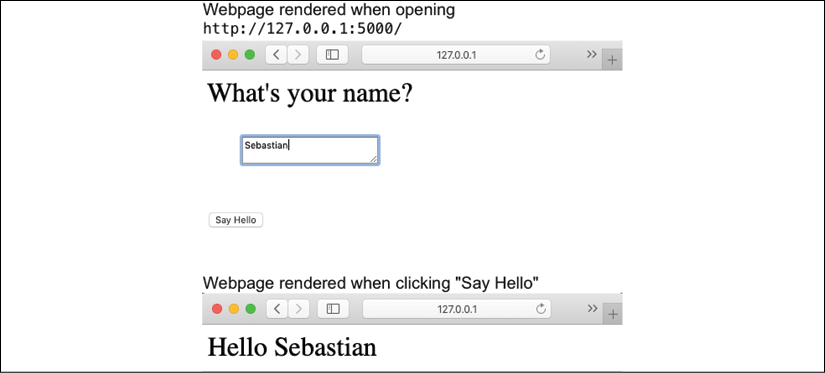 Webpage rendered when opening
http://127.0.0.1:5000/
127.0.0.1
What's your name?
Sebastian
Say Hello
Webpage rendered when clicking "Say Hello"
127.0.0.1
Hello Sebastian